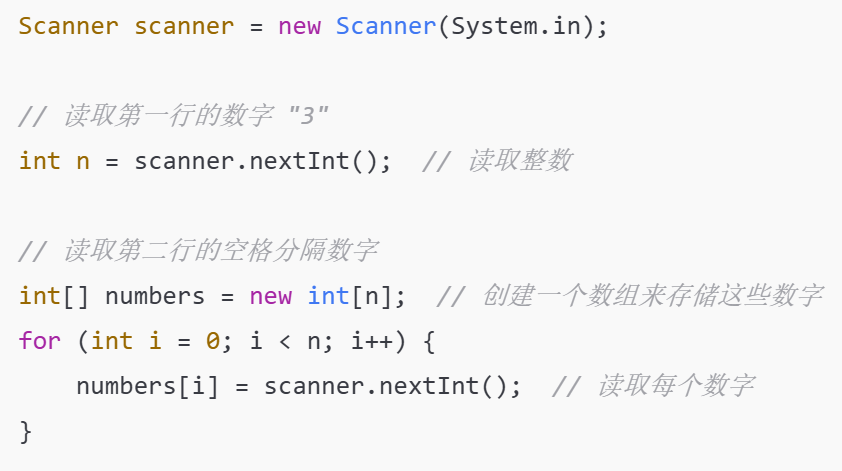 Scanner scanner = new Scanner(System.in);
// 读取第一行的数字 "3"
int n = scanner.nextInt();  // 读取整数
// 读取第二行的空格分隔数字
int[] numbers = new int[n];  // 创建一个数组来存储这些数字
for (int i = 0; i < n; i++) {
    numbers[i] = scanner.nextInt();  // 读取每个数字
}